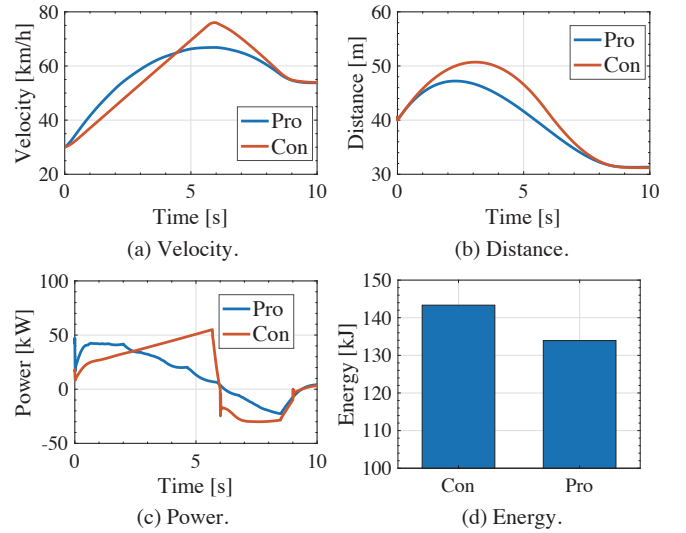 80
60
40
20
0
5
10
Velocity [km/h]
Time [s]
Pro
Con
(a) Velocity.
60
50
40
30
0
5
10
Distance [m]
Time [s]
Pro
Con
(b) Distance.
100
50
0
-50
0
5
10
Power [kW]
Time [s]
Pro
Con
(c) Power.
150
140
130
120
110
100
Energy [kJ]
Con
Pro
(d) Energy.